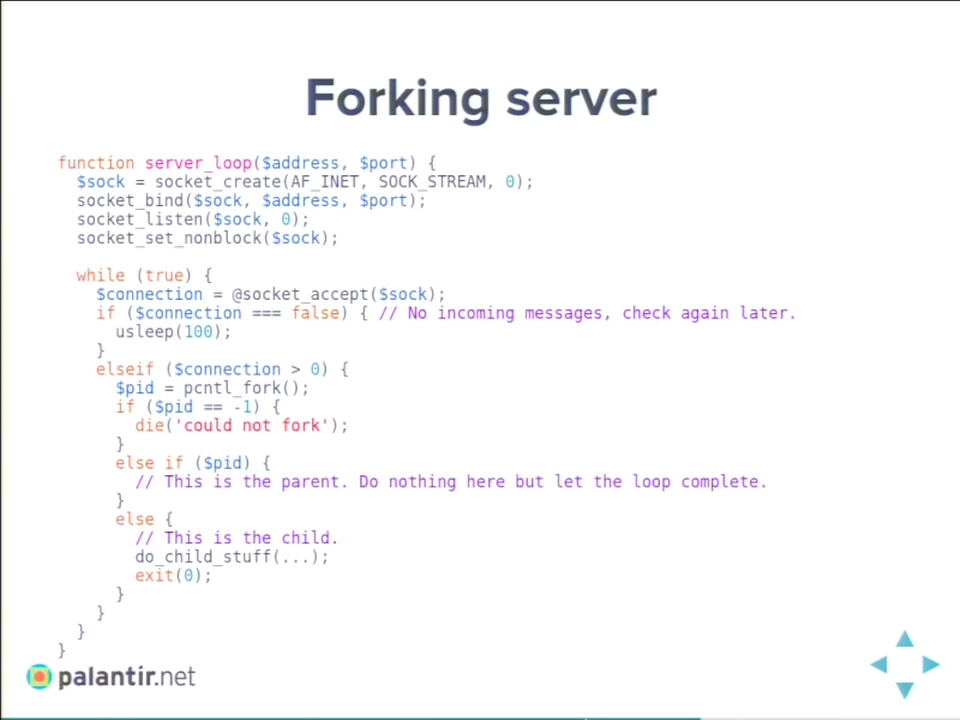 Forking server
function server_loop($address, $port) {
  $sock = socket_create(AF_INET, SOCK_STREAM, 0);
  socket_bind($sock, $address, $port);
  socket_listen($sock, 0);
  socket_set_nonblock($sock);

  while (true) {
    $connection = @socket_accept($sock);
    if ($connection === false) { // No incoming messages, check again later.
      usleep(100);
    }
    elseif ($connection > 0) {
      $pid = pcntl_fork();
      if ($pid == -1) {
        die('could not fork');
      }
      else if ($pid) {
        // This is the parent. Do nothing here but let the loop complete.
      }
      else {
        // This is the child.
        do_child_stuff(...);
        exit(0);
      }
    }
  }
}
palantir.net